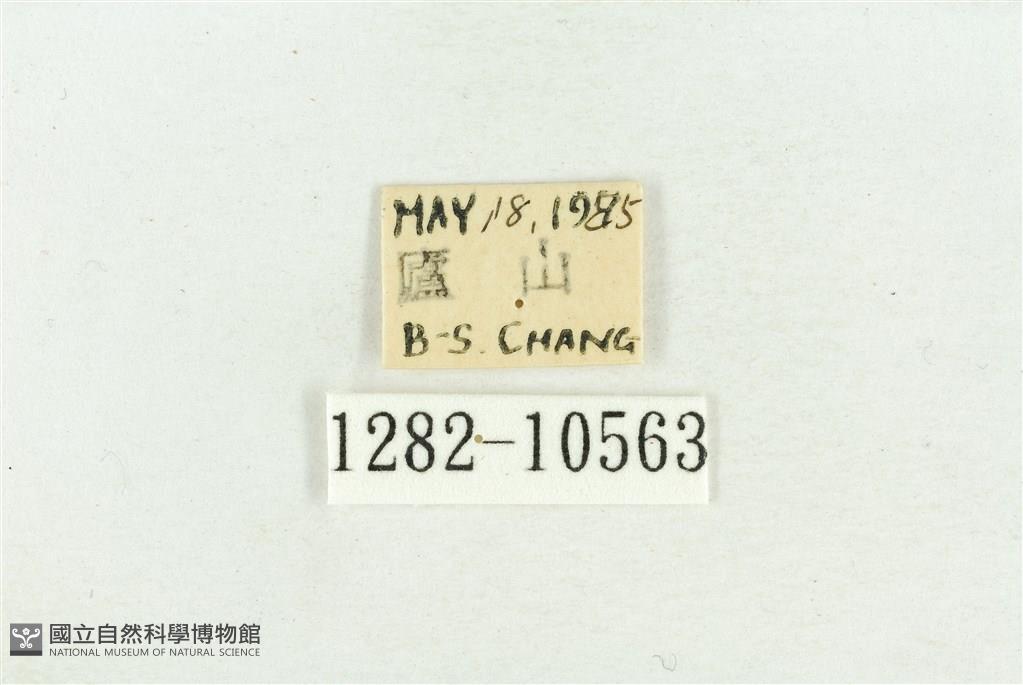 MAY 18, 1985
廬 山
B-S. CHANG
1282-10563
國立自然科學博物館
NATIONAL MUSEUM OF NATURAL SCIENCE